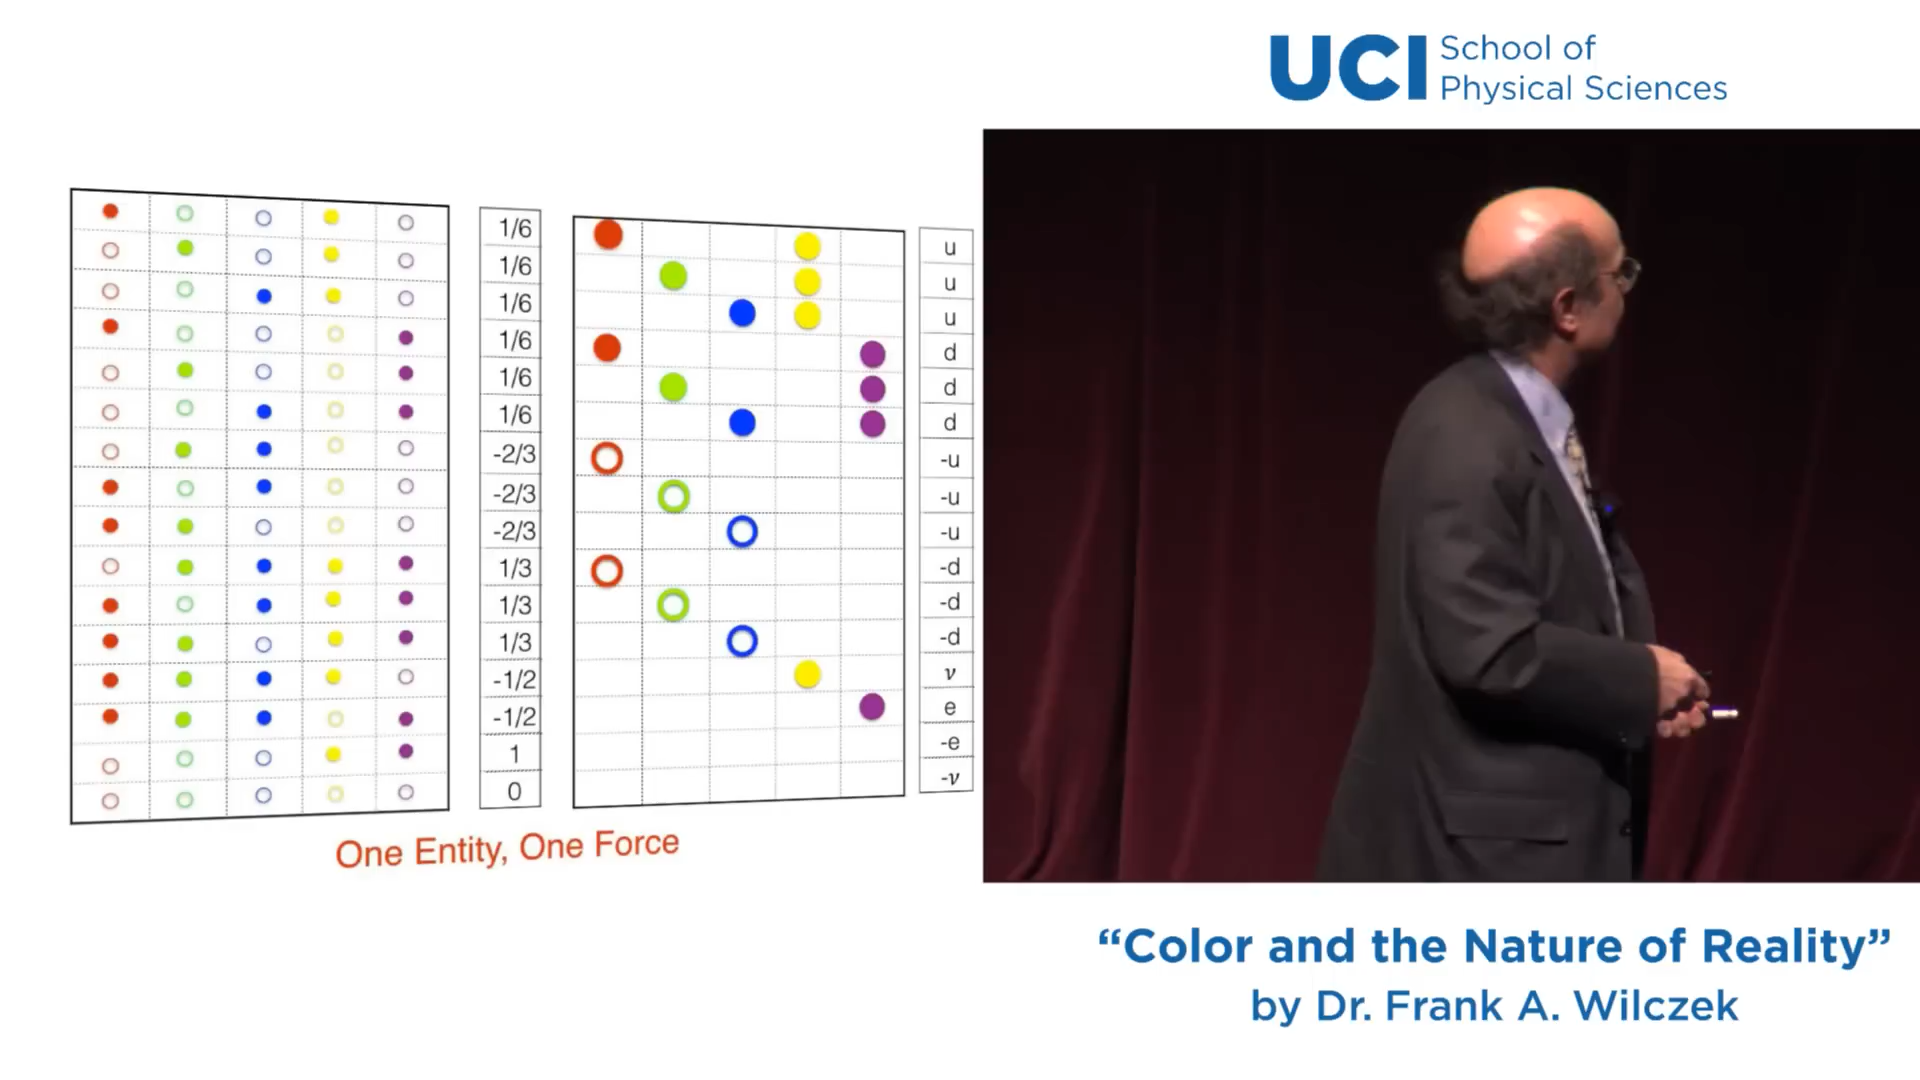 UCI School of
Physical Sciences
1/6 u
1/6 u
1/6 u
1/6 d
1/6 d
1/6 d
-2/3 -u
-2/3 -u
-2/3 -u
1/3 -d
1/3 -d
1/3 -d
-1/2 ν
-1/2 e
1 -e
0 -ν
One Entity, One Force
“Color and the Nature of Reality”
by Dr. Frank A. Wilczek